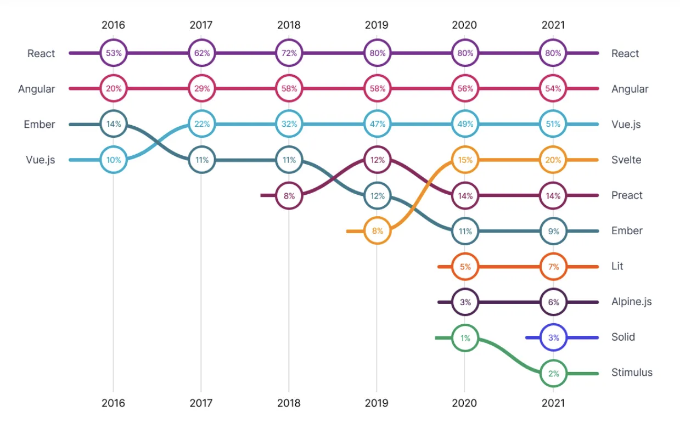 2016 2017 2018 2019 2020 2021
React 53% 62% 72% 80% 80% 80% React
Angular 20% 29% 58% 58% 56% 54% Angular
Ember 14% 22% 32% 47% 49% 51% Vue.js
Vue.js 10% 11% 11% 12% 15% 20% Svelte
8% 12% 14% 14% Preact
8% 11% 9% Ember
5% 7% Lit
3% 6% Alpine.js
1% 3% Solid
2% Stimulus
2016 2017 2018 2019 2020 2021